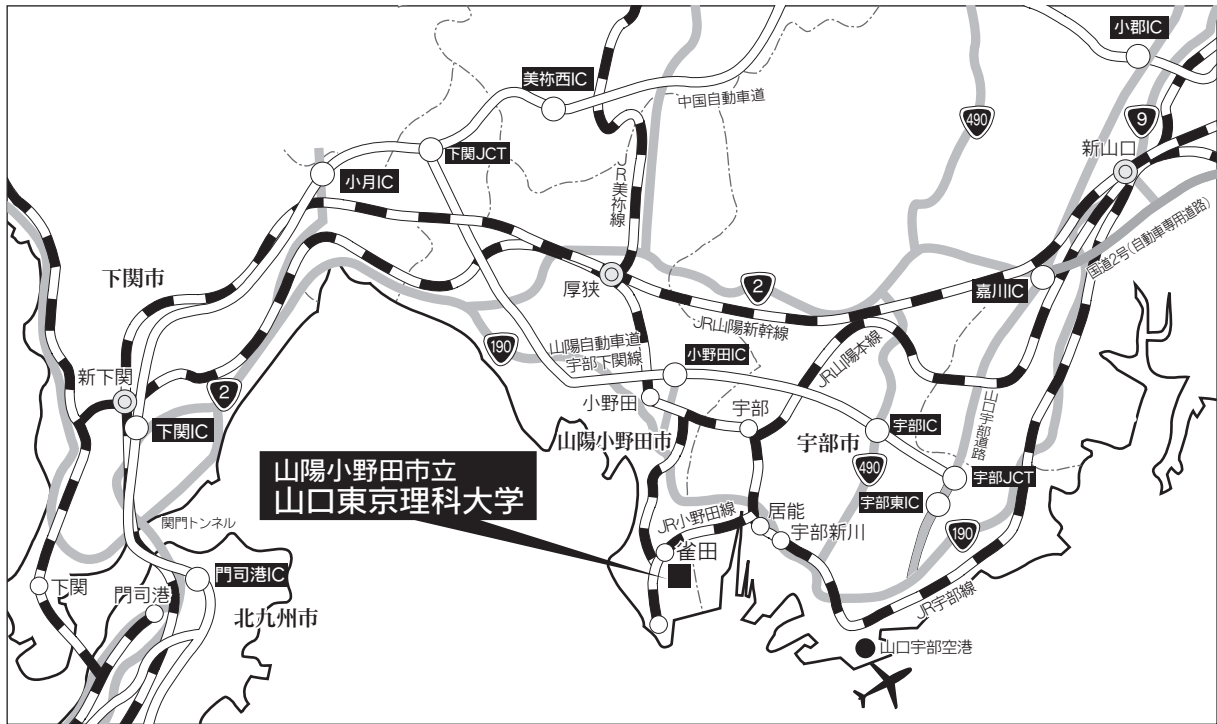 小郡IC
美祢西IC
中国自動車道
490
9
下関JCT
新山口
小月IC
JR美祢線
国道2号(自動車専用道路)
下関市
厚狭
2
嘉川IC
JR山陽新幹線
190
山陽自動車道
宇部下関線
小野田IC
JR山陽本線
新下関
2
小野田
宇部
山口宇部道路
下関IC
山陽小野田市
宇部市
宇部IC
山陽小野田市立
山口東京理科大学
490
宇部JCT
宇部東IC
関門トンネル
JR小野田線
居能
宇部新川
190
雀田
下関
門司港
門司港IC
北九州市
JR宇部線
山口宇部空港